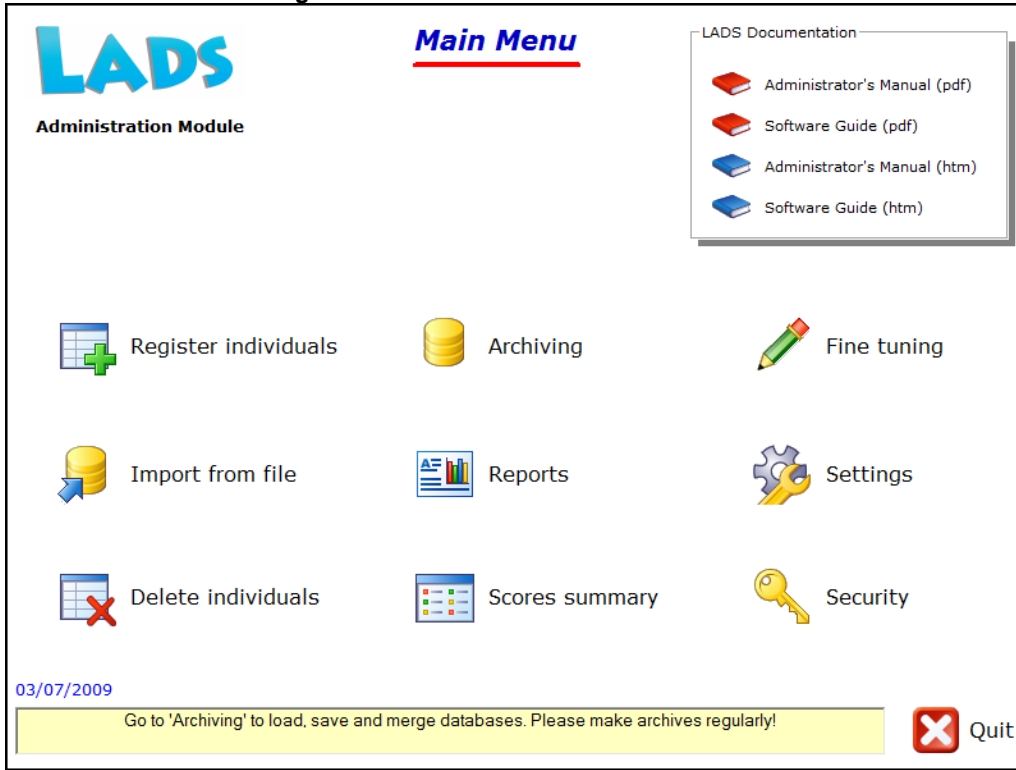 LADS
Main Menu
LADS Documentation
Administrator's Manual (pdf)
Administration Module
Software Guide (pdf)
Administrator's Manual (htm)
Software Guide (htm)
Register individuals
Archiving
Fine tuning
Import from file
Reports
Settings
Delete individuals
Scores summary
Security
03/07/2009
Go to 'Archiving' to load, save and merge databases. Please make archives regularly!
Quit